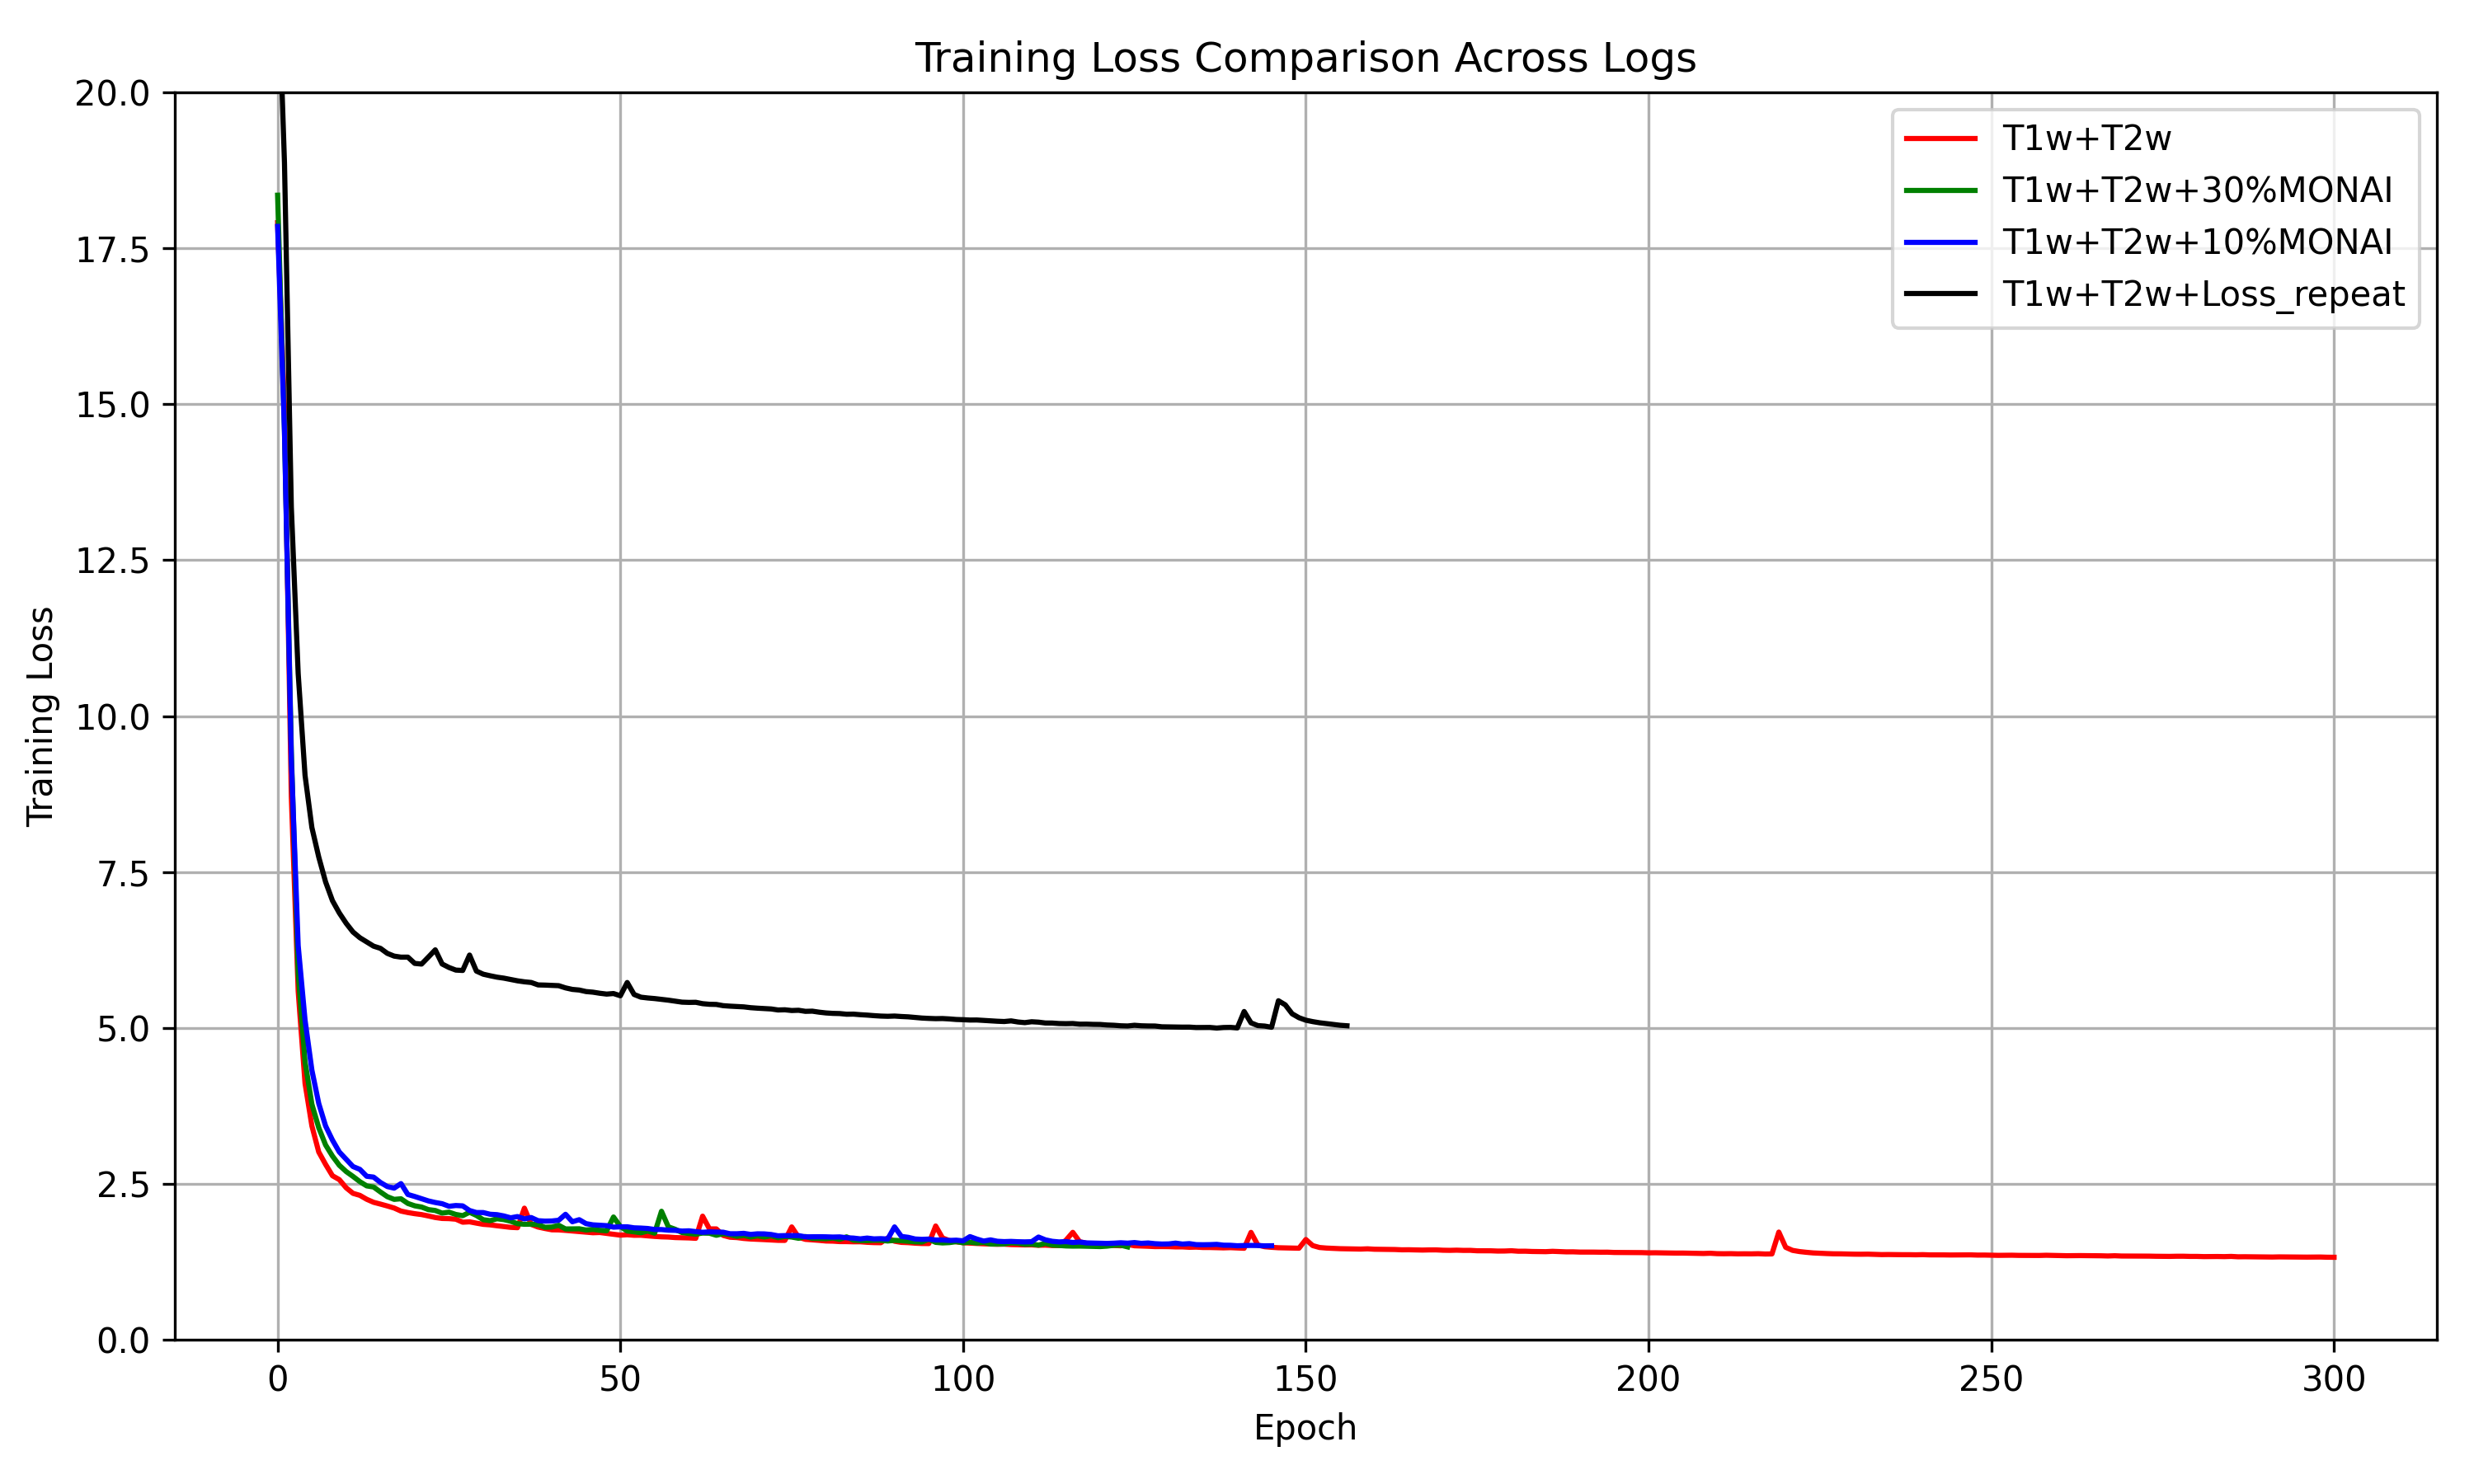 Training Loss Comparison Across Logs
20.0
17.5
15.0
12.5
10.0
7.5
5.0
2.5
0.0
Training Loss
T1w+T2w
T1w+T2w+30%MONAI
T1w+T2w+10%MONAI
T1w+T2w+Loss_repeat
0 50 100 150 200 250 300
Epoch